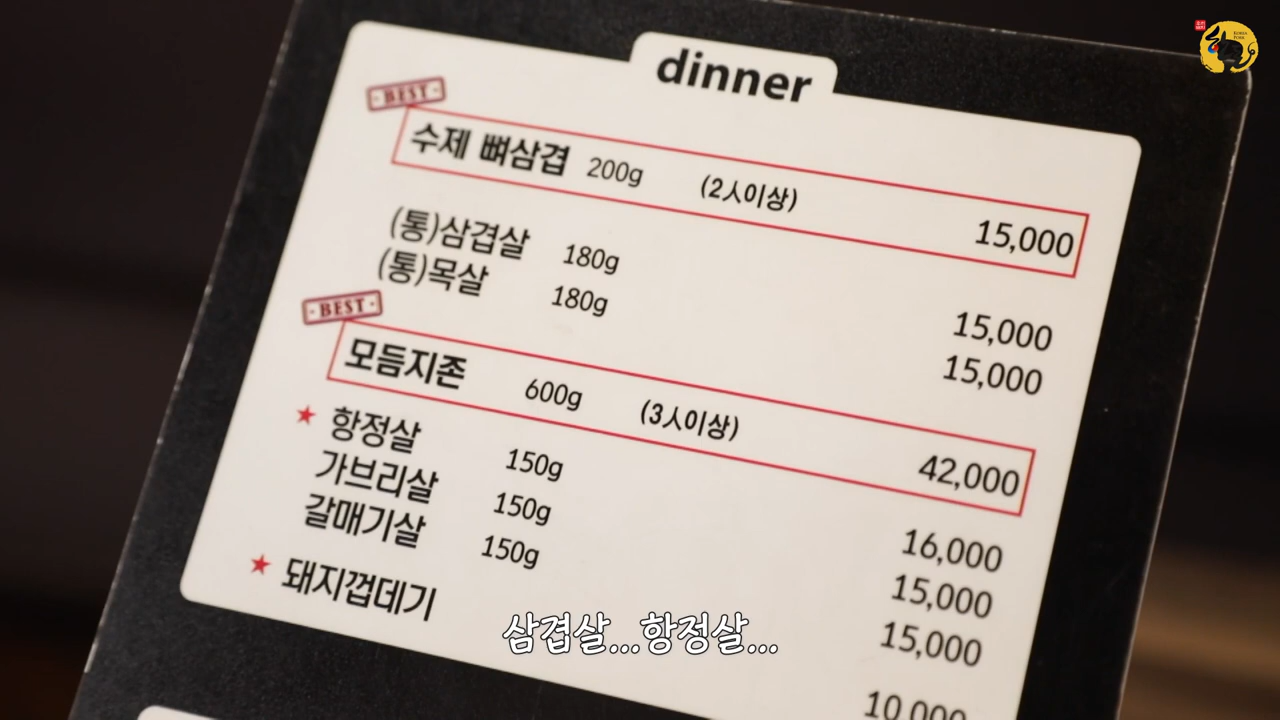 dinner
BEST
수제 뼈삼겹 200g (2人이상) 15,000
(통)삼겹살 180g 15,000
(통)목살 180g 15,000
BEST
모듬지존 600g (3人이상) 42,000
★ 항정살 150g 16,000
가브리살 150g 15,000
갈매기살 150g 15,000
★ 돼지껍데기 10,000
삼겹살...항정살...